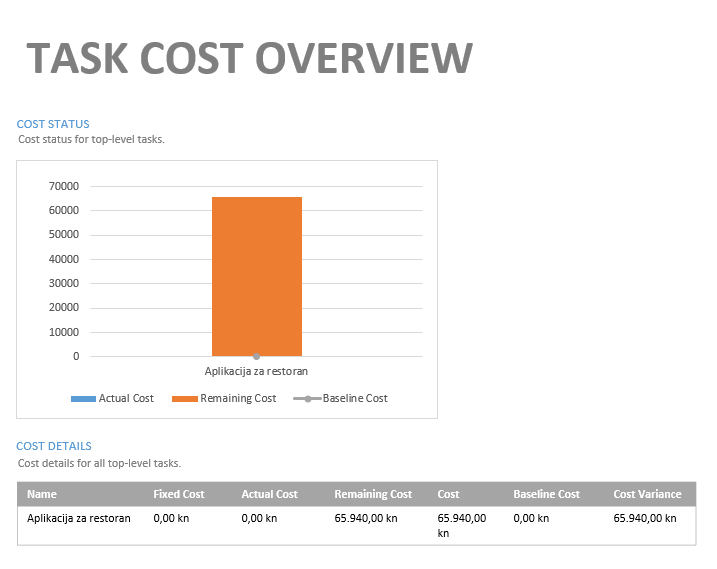 TASK COST OVERVIEW
COST STATUS
Cost status for top-level tasks.
70000
60000
50000
40000
30000
20000
10000
0
Aplikacija za restoran
Actual Cost Remaining Cost Baseline Cost
COST DETAILS
Cost details for all top-level tasks.
Name Fixed Cost Actual Cost Remaining Cost Cost Baseline Cost Cost Variance
Aplikacija za restoran 0,00 kn 0,00 kn 65.940,00 kn 65.940,00 0,00 kn 65.940,00 kn
kn